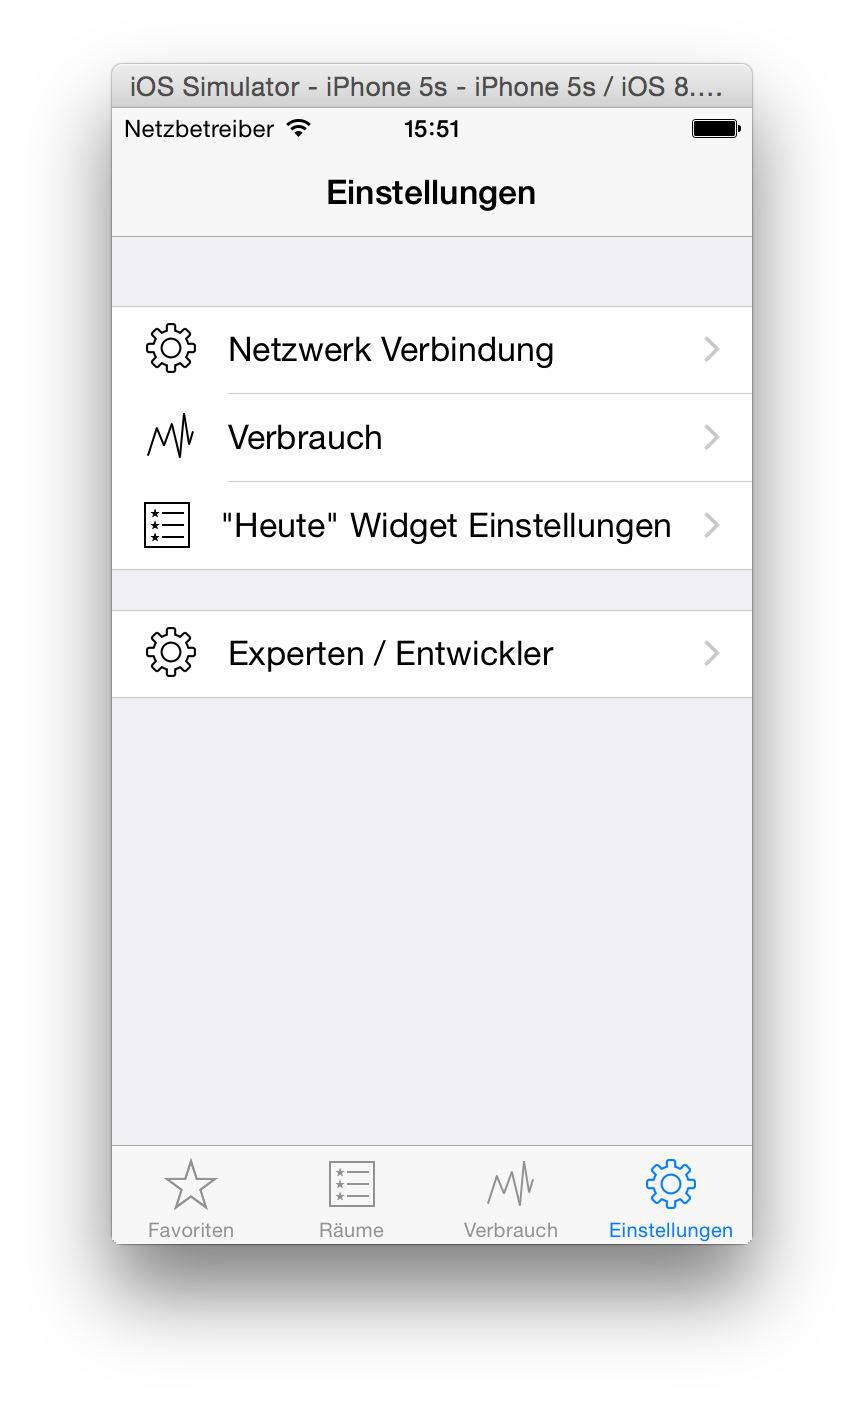 iOS Simulator - iPhone 5s - iPhone 5s / iOS 8....
Netzbetreiber 15:51
Einstellungen
Netzwerk Verbindung
Verbrauch
"Heute" Widget Einstellungen
Experten / Entwickler
Favoriten Räume Verbrauch Einstellungen